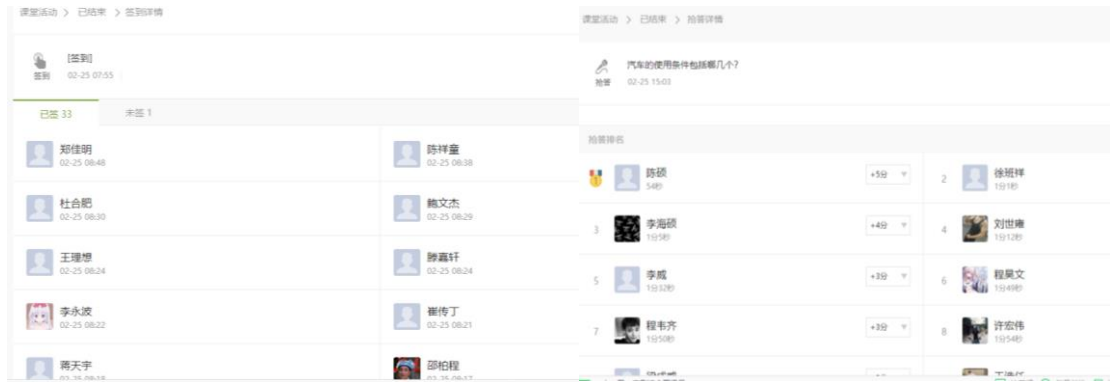 课堂活动 > 已结束 > 签到详情
[签到]
签到 02-25 07:55
已签 33 未签 1
郑佳明
02-25 08:48
陈祥童
02-25 08:38
杜合肥
02-25 08:30
鲍文杰
02-25 08:29
王理想
02-25 08:24
滕嘉轩
02-25 08:24
李永波
02-25 08:22
崔传丁
02-25 08:21
蒋天宇
邵柏程
课堂活动 > 已结束 > 抢答详情
汽车的使用条件包括哪几个?
抢答 02-25 15:03
抢答排名
陈硕
54秒
+5分
2 徐班祥
1分1秒
3 李海硕
1分5秒
+4分
4 刘世雍
1分12秒
5 李威
1分32秒
+3分
6 程昊文
1分49秒
7 程韦齐
1分50秒
+3分
8 许宏伟
1分54秒